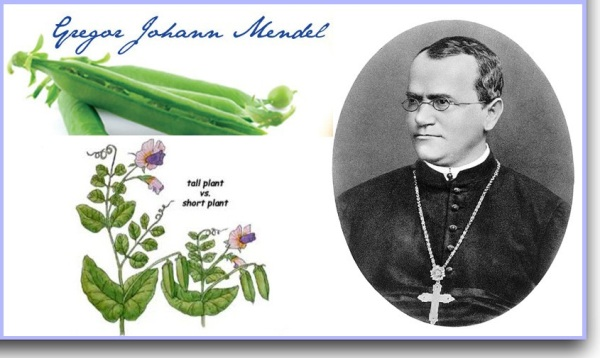 Gregor Johann Mendel
tall plant
vs.
short plant